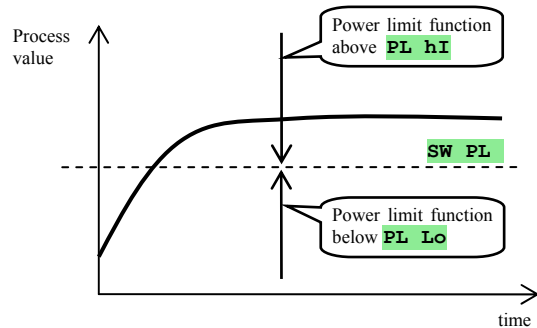 Process
value
Power limit function
above PL hI
SW PL
Power limit function
below PL Lo
time